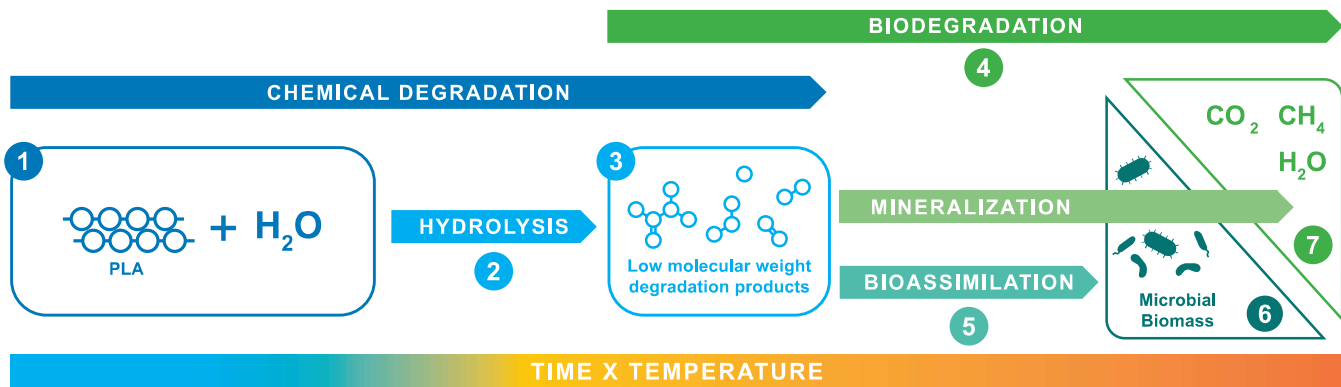 BIODEGRADATION
4
CHEMICAL DEGRADATION
1
PLA
+ H₂O
HYDROLYSIS
2
3
Low molecular weight
degradation products
MINERALIZATION
BIOASSIMILATION
5
Microbial
Biomass
6
CO₂ CH₄
H₂O
7
TIME X TEMPERATURE